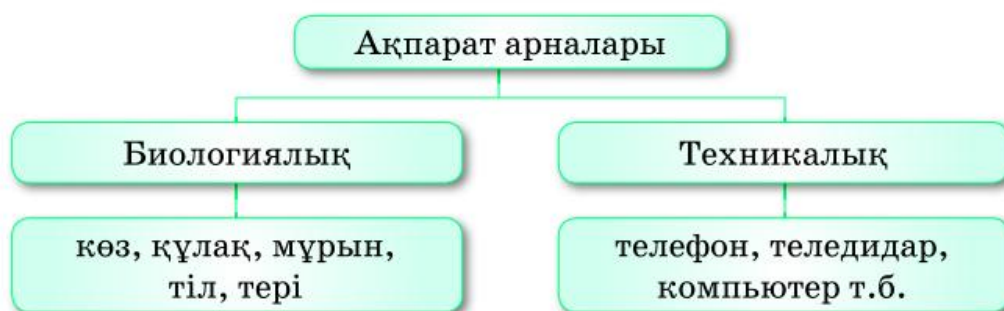 Ақпарат арналары
Биологиялық
Техникалық
көз, құлақ, мұрын,
тіл, тері
телефон, теледидар,
компьютер т.б.